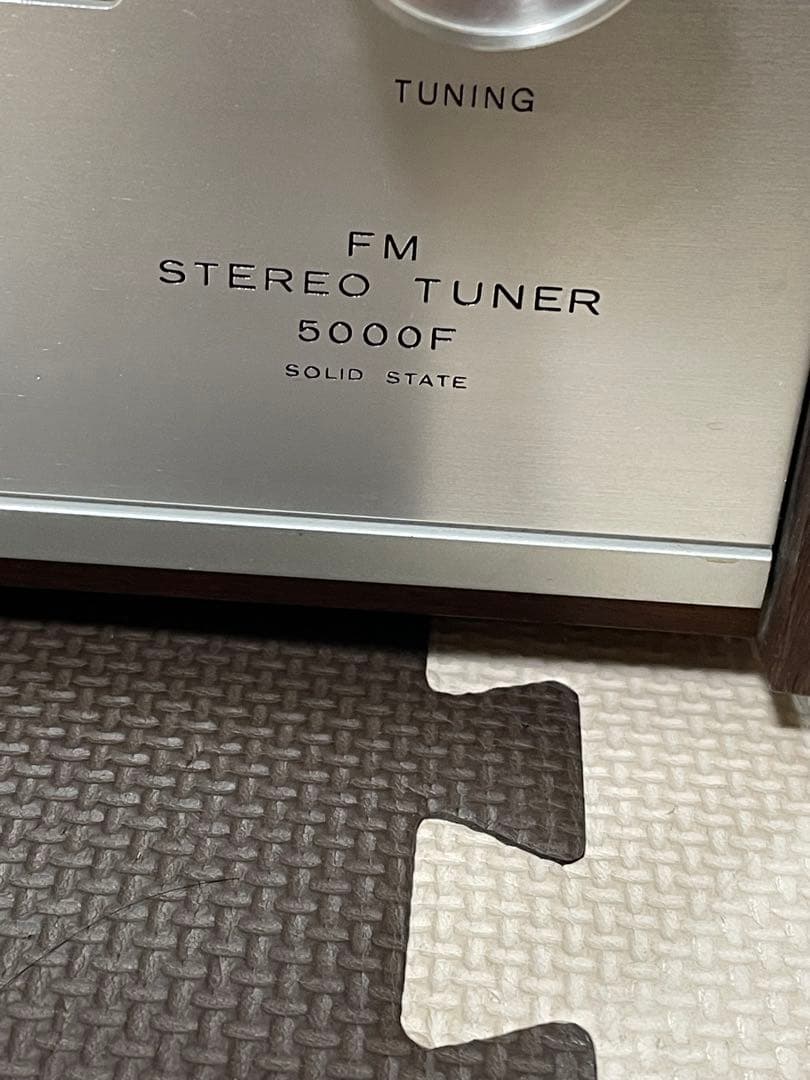 TUNING
FM
STEREO TUNER
5000F
SOLID STATE